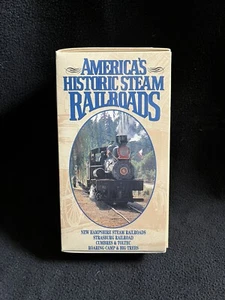 AMERICA'S
HISTORIC STEAM
RAILROADS
NEW HAMPSHIRE STEAM RAILROADS
STRASBURG RAILROAD
CUMBRES & TOLTEC
ROARING CAMP & BIG TREES